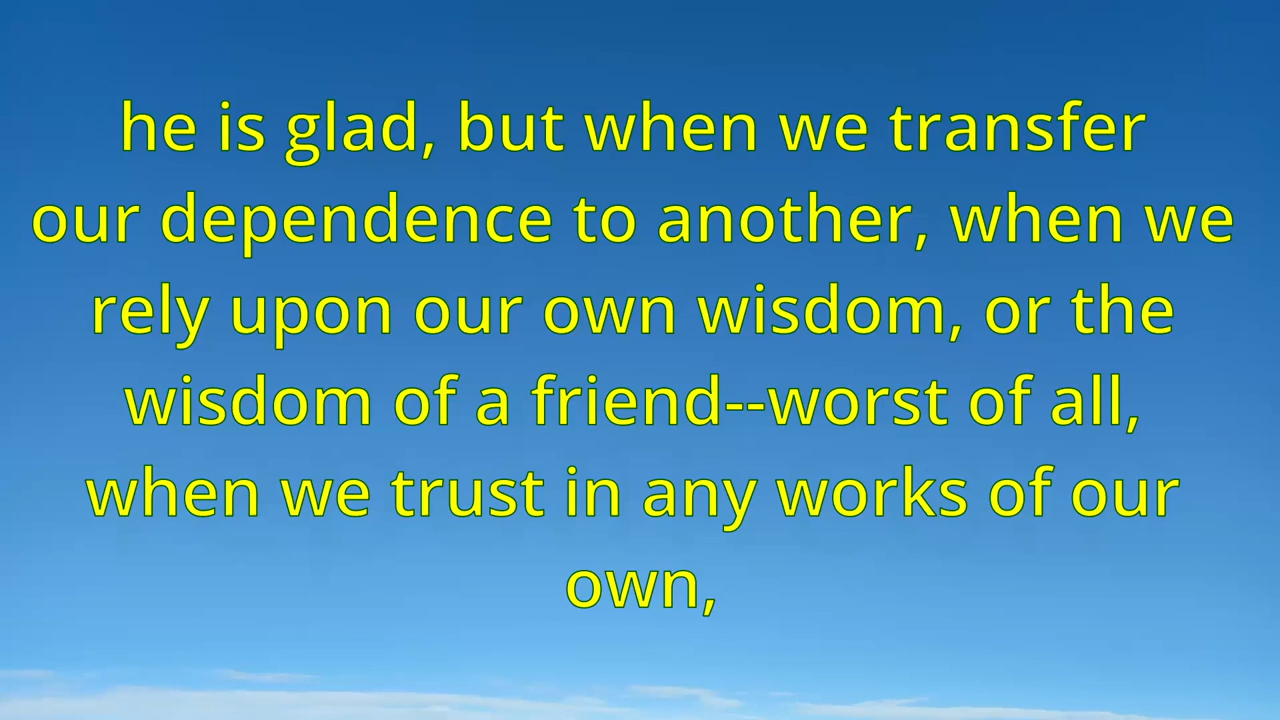 he is glad, but when we transfer
our dependence to another, when we
rely upon our own wisdom, or the
wisdom of a friend--worst of all,
when we trust in any works of our
own,